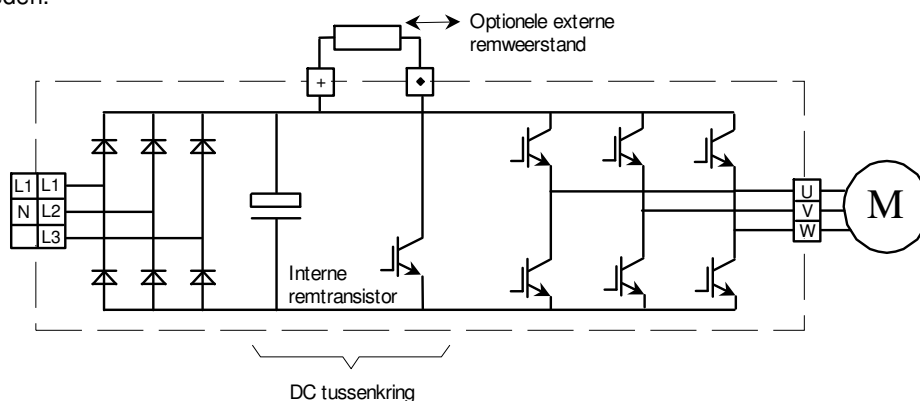 Optionele externe
remweerstand
+
L1 L1
N L2
L3
U
V
W
M
Interne
remtransistor
DC tussenkring